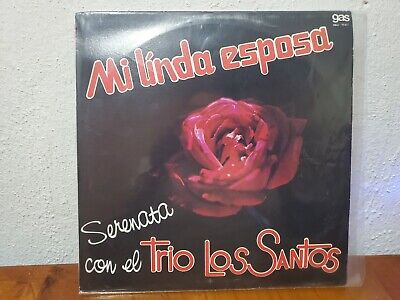 gas
Mi linda esposa
Serenata
con el Trio Los Santos